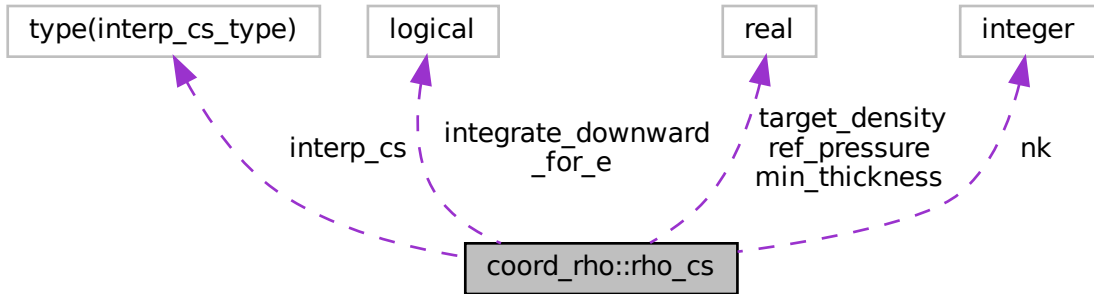 type(interp_cs_type)
logical
real
integer
interp_cs
integrate_downward
_for_e
target_density
ref_pressure
min_thickness
nk
coord_rho::rho_cs